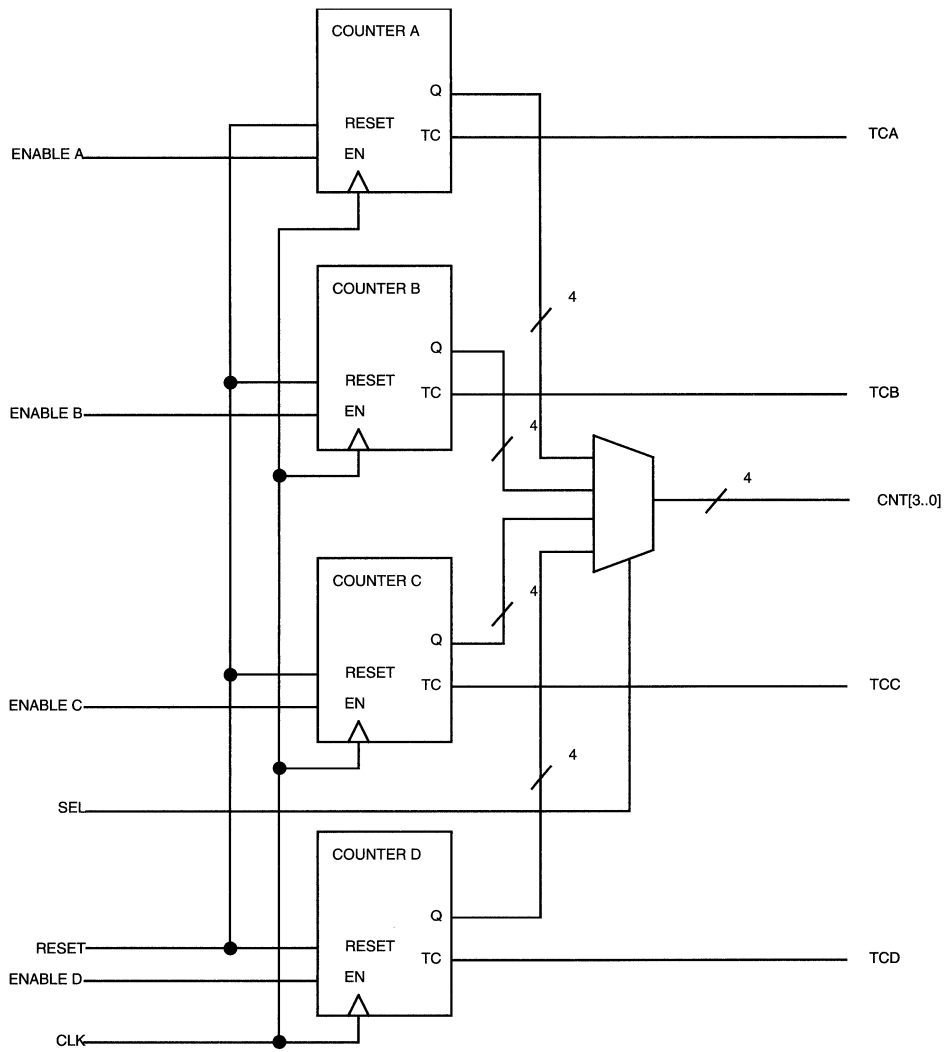 COUNTER A
Q
RESET
TC
TCA
ENABLE A
EN
COUNTER B
4
Q
RESET
TC
TCB
ENABLE B
EN
4
4
CNT[3..0]
COUNTER C
4
Q
RESET
TC
TCC
ENABLE C
EN
4
SEL
COUNTER D
Q
RESET
RESET
TC
TCD
ENABLE D
EN
CLK